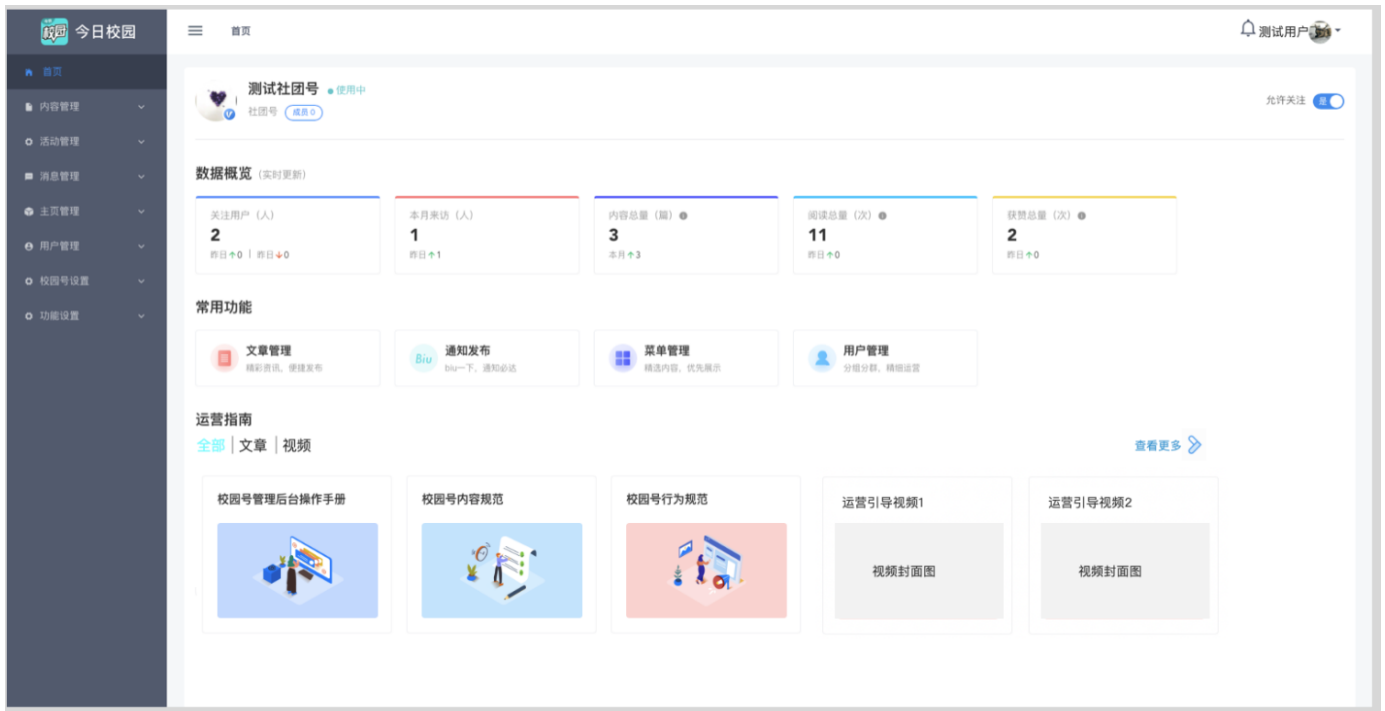 校园 今日校园
首页
测试用户
首页
内容管理
活动管理
消息管理
主页管理
用户管理
校园号设置
功能设置
测试社团号 使用中
社团号 成员 0
允许关注 是
数据概览 (实时更新)
关注用户(人)
2
昨日↑0 | 昨日↓0
本月来访(人)
1
昨日↑1
内容总量(篇)
3
本月↑3
阅读总量(次)
11
昨日↑0
获赞总量(次)
2
昨日↑0
常用功能
文章管理
精彩资讯,便捷发布
Biu
通知发布
biu一下,通知必达
菜单管理
精选内容,优先展示
用户管理
分组分群,精细运营
运营指南
全部 | 文章 | 视频
查看更多
校园号管理后台操作手册
校园号内容规范
校园号行为规范
运营引导视频1
视频封面图
运营引导视频2
视频封面图